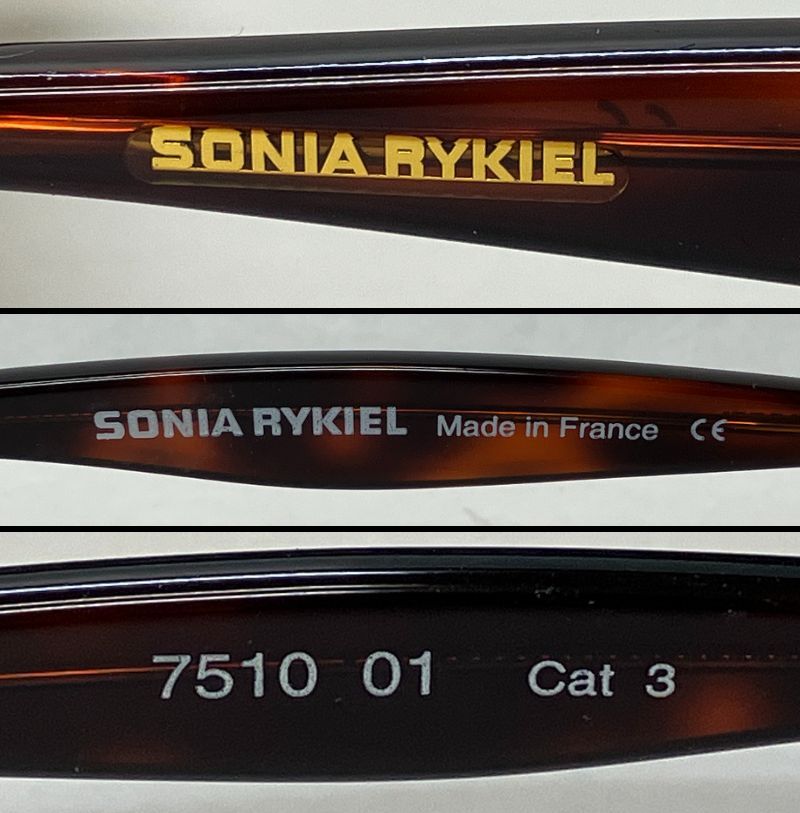 SONIA RYKIEL
SONIA RYKIEL Made in France CE
7510 01 Cat 3